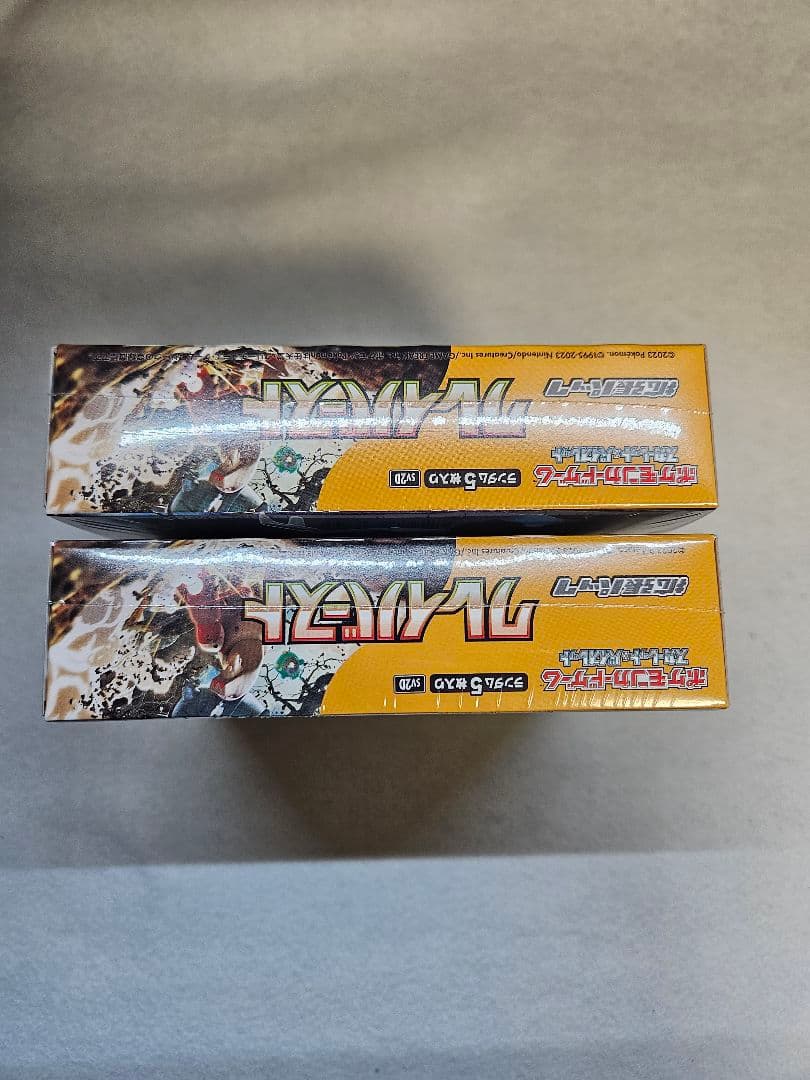 ポケモンカードゲーム
スカーレット&バイオレット
ランダム5枚入り
SV2D
拡張パック
クレイバースト
©2023 Pokémon. ©1995-2023 Nintendo/Creatures Inc./GAME FREAK inc.
ポケモンカードゲーム
スカーレット&バイオレット
ランダム5枚入り
SV2D
拡張パック
クレイバースト